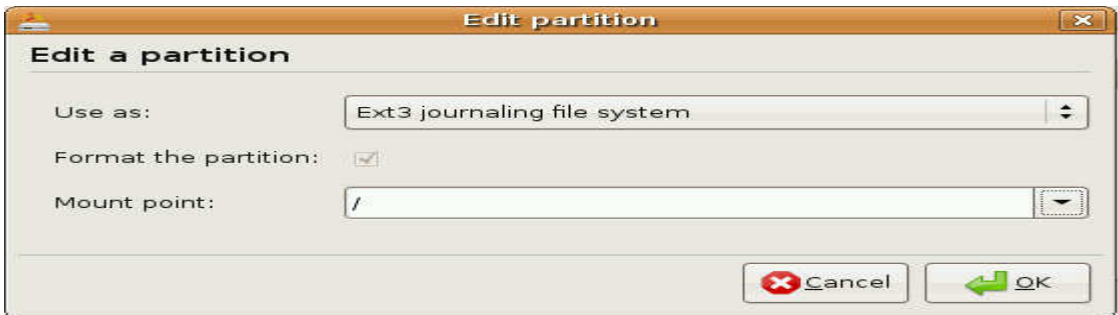 Edit partition
Edit a partition
Use as: Ext3 journaling file system
Format the partition:
Mount point: /
Cancel OK